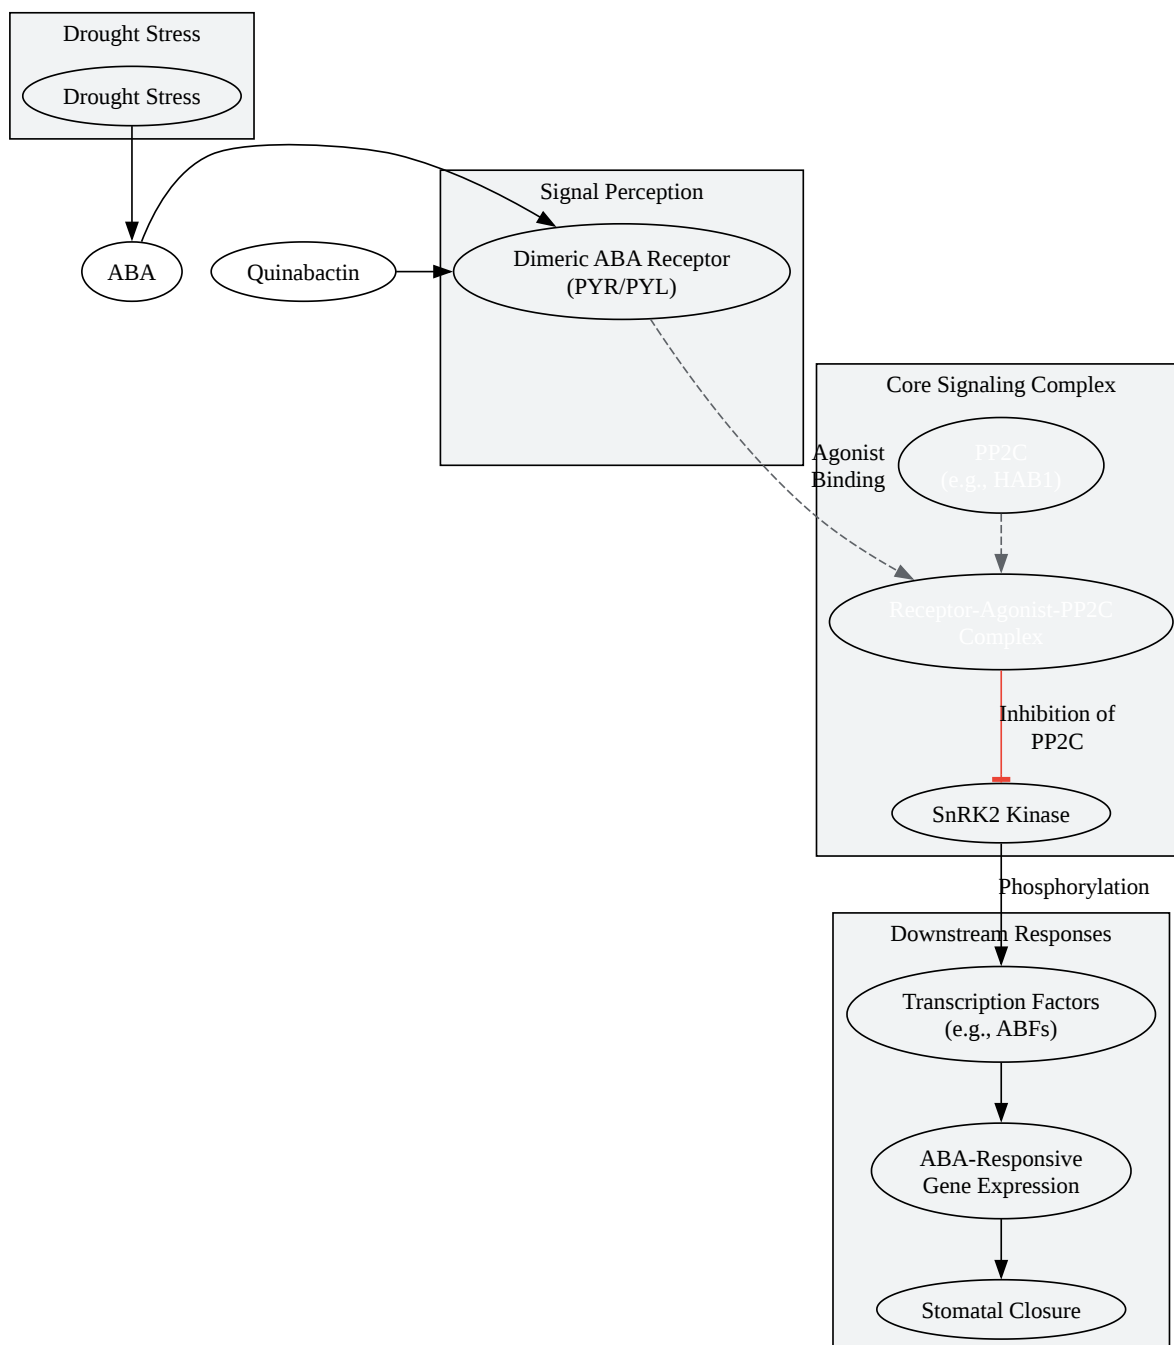 Drought Stress
Drought Stress
ABA
Quinabactin
Signal Perception
Dimeric ABA Receptor
(PYR/PYL)
Core Signaling Complex
Agonist
Binding
PP2C
(e.g., HAB1)
Receptor-Agonist-PP2C
Complex
Inhibition of
PP2C
SnRK2 Kinase
Phosphorylation
Downstream Responses
Transcription Factors
(e.g., ABFs)
ABA-Responsive
Gene Expression
Stomatal Closure